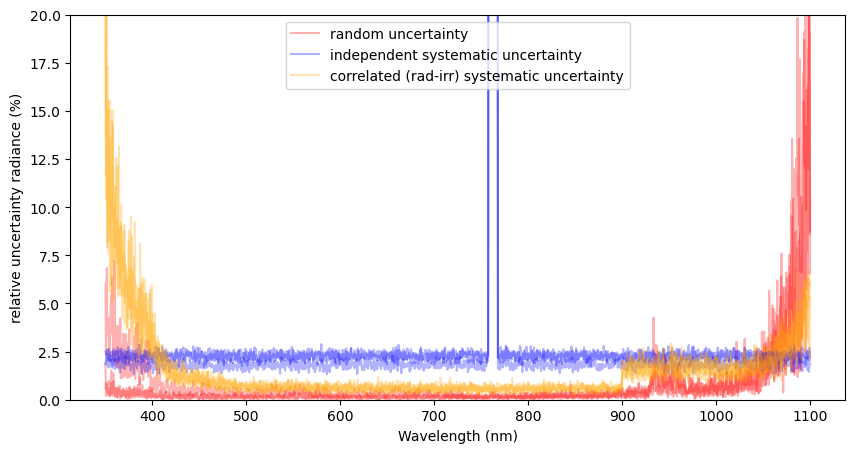 random uncertainty
independent systematic uncertainty
correlated (rad-irr) systematic uncertainty
relative uncertainty radiance (%)
20.0
17.5
15.0
12.5
10.0
7.5
5.0
2.5
0.0
400 500 600 700 800 900 1000 1100
Wavelength (nm)